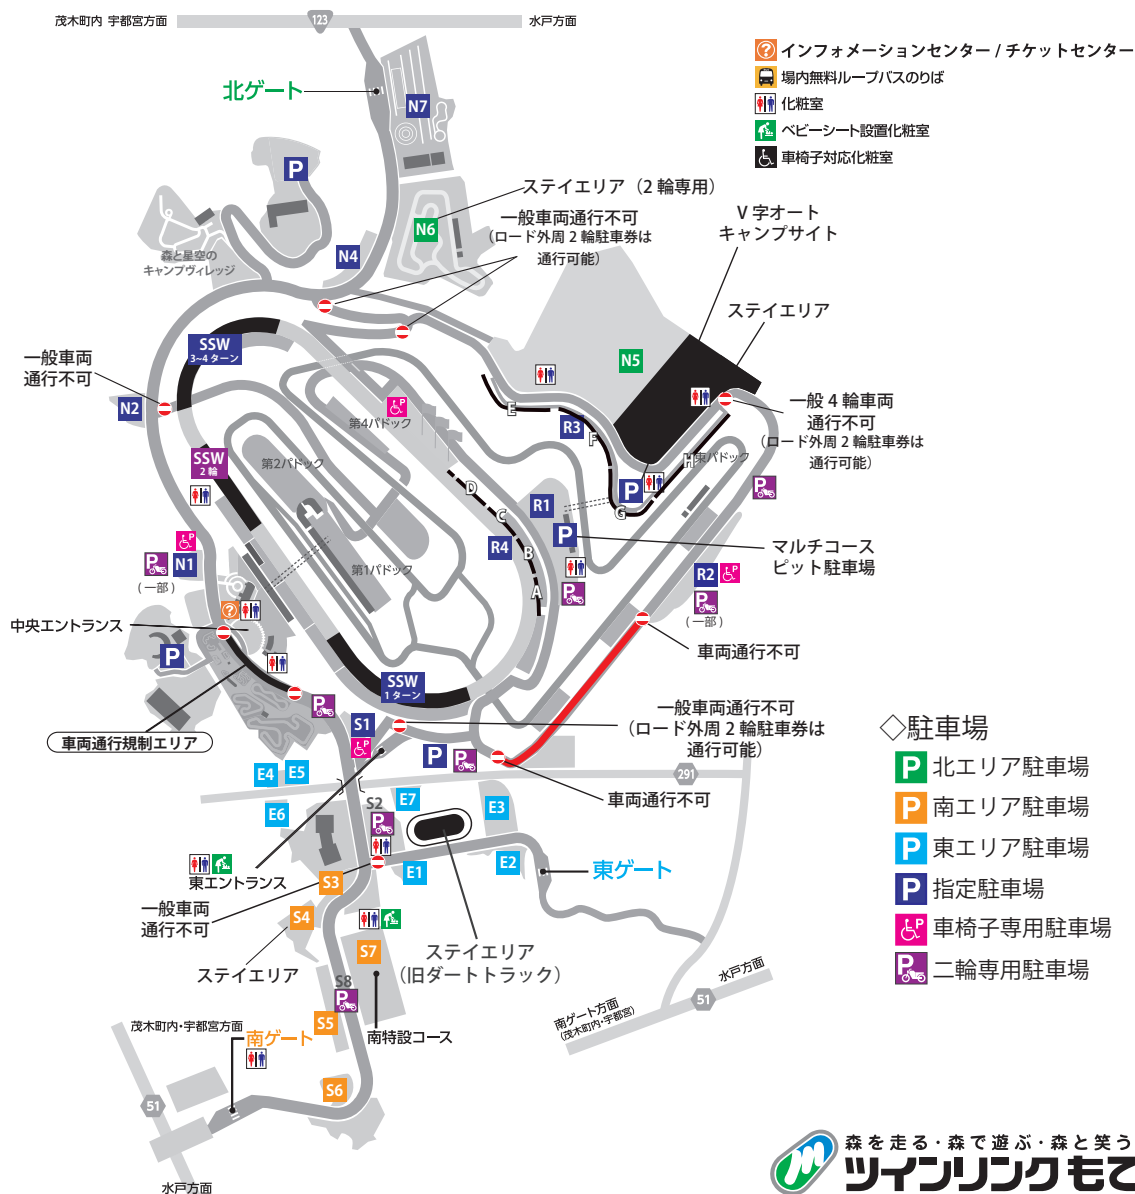 茂木町内 宇都宮方面
123
水戸方面
インフォメーションセンター / チケットセンター
場内無料ループバスのりば
化粧室
ベビーシート設置化粧室
車椅子対応化粧室
北ゲート
N7
P
ステイエリア（2 輪専用）
N6
一般車両通行不可
(ロード外周 2 輪駐車券は
通行可能）
V 字オート
キャンプサイト
N4
森と星空の
キャンプヴィレッジ
ステイエリア
SSW
3~4 ターン
N5
一般車両
通行不可
N2
第4パドック
E
R3
F
一般 4 輪車両
通行不可
(ロード外周 2 輪駐車券は
通行可能）
SSW
2 輪
第2パドック
H
東パドック
D
P
G
P
C
R1
R4
B
P
マルチコース
ピット駐車場
P
N1
P
(一部)
第1パドック
A
P
R2
P
P
(一部)
中央エントランス
P
車両通行不可
SSW
1 ターン
P
S1
P
一般車両通行不可
(ロード外周 2 輪駐車券は
通行可能）
車両通行規制エリア
P
P
E4
E5
291
車両通行不可
E6
S2
P
E7
E3
E1
E2
東ゲート
東エントランス
S3
一般車両
通行不可
S4
ステイエリア
S7
ステイエリア
（旧ダートトラック）
S8
P
S5
南特設コース
茂木町内・宇都宮方面
南ゲート
S6
51
水戸方面
水戸方面
51
南ゲート方面
(茂木町内・宇都宮)
◇駐車場
P 北エリア駐車場
P 南エリア駐車場
P 東エリア駐車場
P 指定駐車場
P 車椅子専用駐車場
P 二輪専用駐車場
森を走る・森で遊ぶ・森と笑う
ツインリンクもて